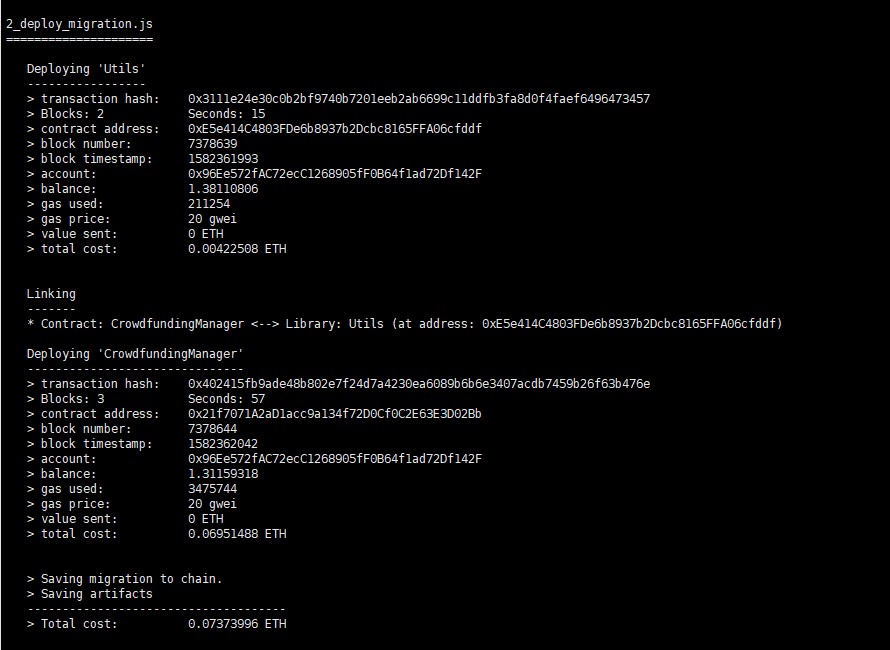 2_deploy_migration.js
=====================
Deploying 'Utils'
-----------------
> transaction hash: 0x3111e24e30c0b2bf9740b7201eeb2ab6699c11ddfb3fa8d0f4faef6496473457
> Blocks: 2 Seconds: 15
> contract address: 0xE5e414C4803FDe6b8937b2Dcbc8165FFA06cfddf
> block number: 7378639
> block timestamp: 1582361993
> account: 0x96Ee572fAC72ecC1268905fF0B64f1ad72Df142F
> balance: 1.38110806
> gas used: 211254
> gas price: 20 gwei
> value sent: 0 ETH
> total cost: 0.00422508 ETH
Linking
-------
* Contract: CrowdfundingManager <--> Library: Utils (at address: 0xE5e414C4803FDe6b8937b2Dcbc8165FFA06cfddf)
Deploying 'CrowdfundingManager'
-------------------------------
> transaction hash: 0x402415fb9ade48b802e7f24d7a4230ea6089b6b6e3407acdb7459b26f63b476e
> Blocks: 3 Seconds: 57
> contract address: 0x21f7071A2aD1acc9a134f72D0Cf0C2E63E3D02Bb
> block number: 7378644
> block timestamp: 1582362042
> account: 0x96Ee572fAC72ecC1268905fF0B64f1ad72Df142F
> balance: 1.31159318
> gas used: 3475744
> gas price: 20 gwei
> value sent: 0 ETH
> total cost: 0.06951488 ETH
> Saving migration to chain.
> Saving artifacts
-------------------------------------
> Total cost: 0.07373996 ETH